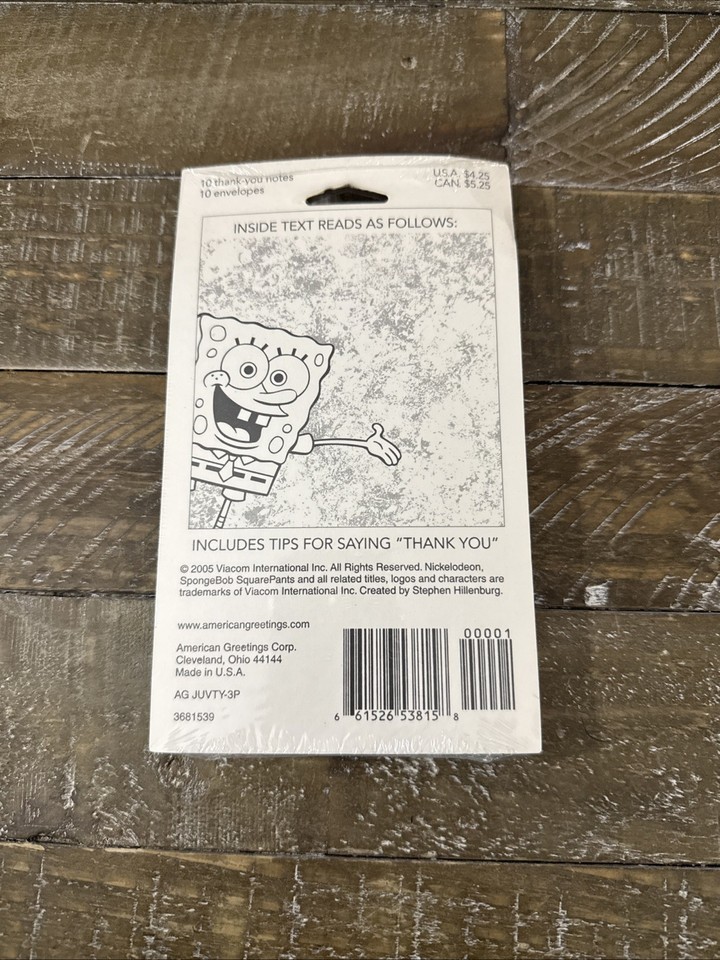 10 thank-you notes
10 envelopes
U.S.A. $4.25
CAN. $5.25
INSIDE TEXT READS AS FOLLOWS:
INCLUDES TIPS FOR SAYING “THANK YOU”
© 2005 Viacom International Inc. All Rights Reserved. Nickelodeon,
SpongeBob SquarePants and all related titles, logos and characters are
trademarks of Viacom International Inc. Created by Stephen Hillenburg.
www.americangreetings.com
American Greetings Corp.
Cleveland, Ohio 44144
Made in U.S.A.
AG JUVTY-3P
3681539
00001
6 61526 53815 8